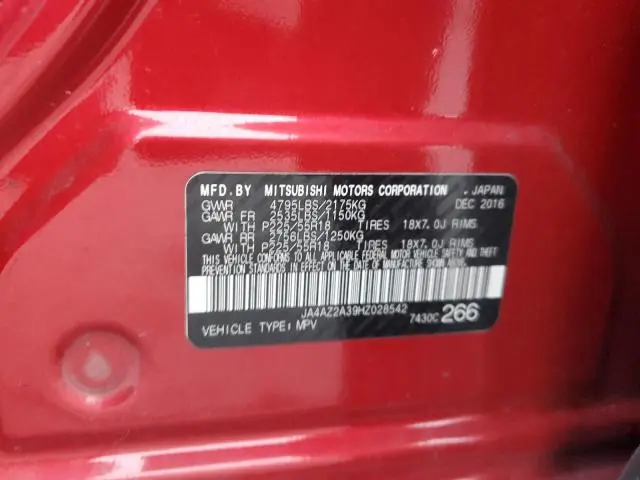 MFD.BY MITSUBISHI MOTORS CORPORATION . JAPAN
GVWR 4795LBS/2175KG DEC 2016
GAWR FR 2535LBS/1150KG
WITH P225/55R18 TIRES 18X7.0J RIMS
GAWR RR 2756LBS/1250KG
WITH P225/55R18 TIRES 18X7.0J RIMS
THIS VEHICLE CONFORMS TO ALL APPLICABLE FEDERAL MOTOR VEHICLE SAFETY, BUMPER AND THEFT
PREVENTION STANDARDS IN EFFECT ON THE DATE OF MANUFACTURE SHOWN ABOVE.
JA4AZ2A39HZ028542
VEHICLE TYPE: MPV 7430C 266